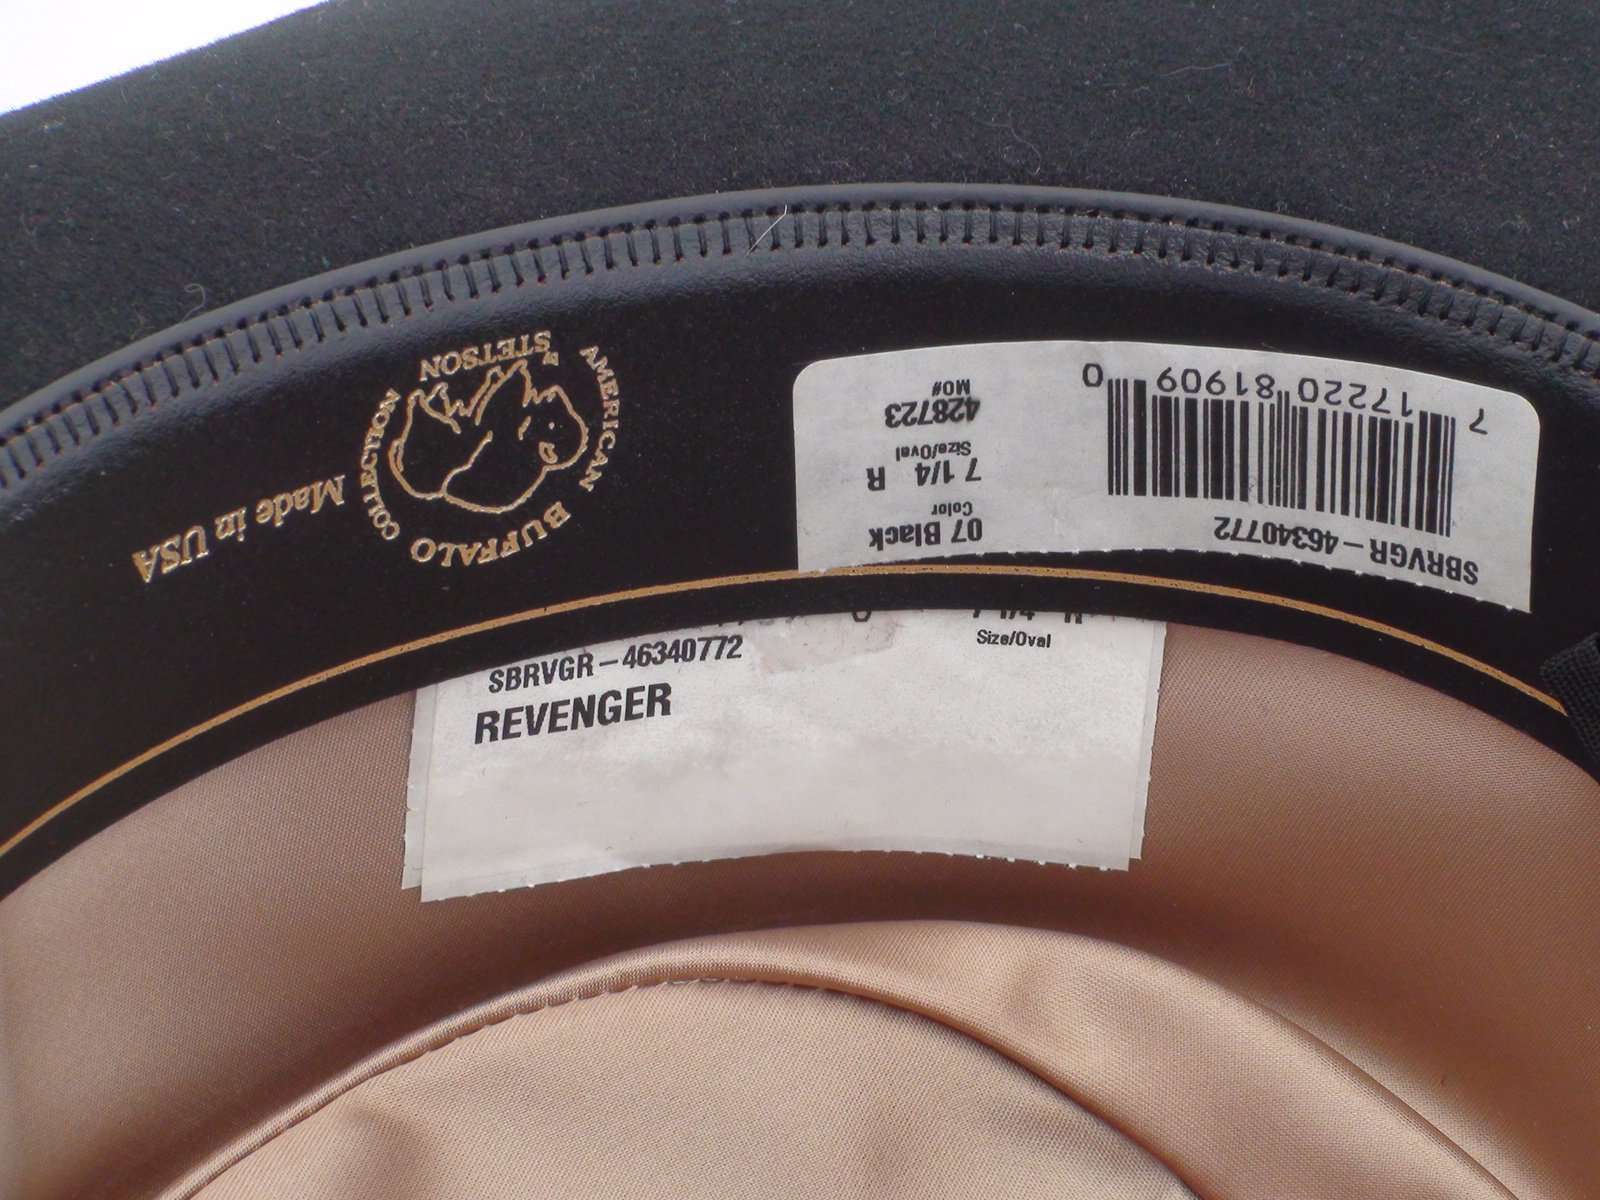 STETSON
AMERICAN BUFFALO COLLECTION
Made in USA
SBRVGR-46340772
7 17220 81909 0
07 Black
Color
7 1/4 R
Size/Oval
428723
MO#
Size/Oval
SBRVGR-46340772
REVENGER